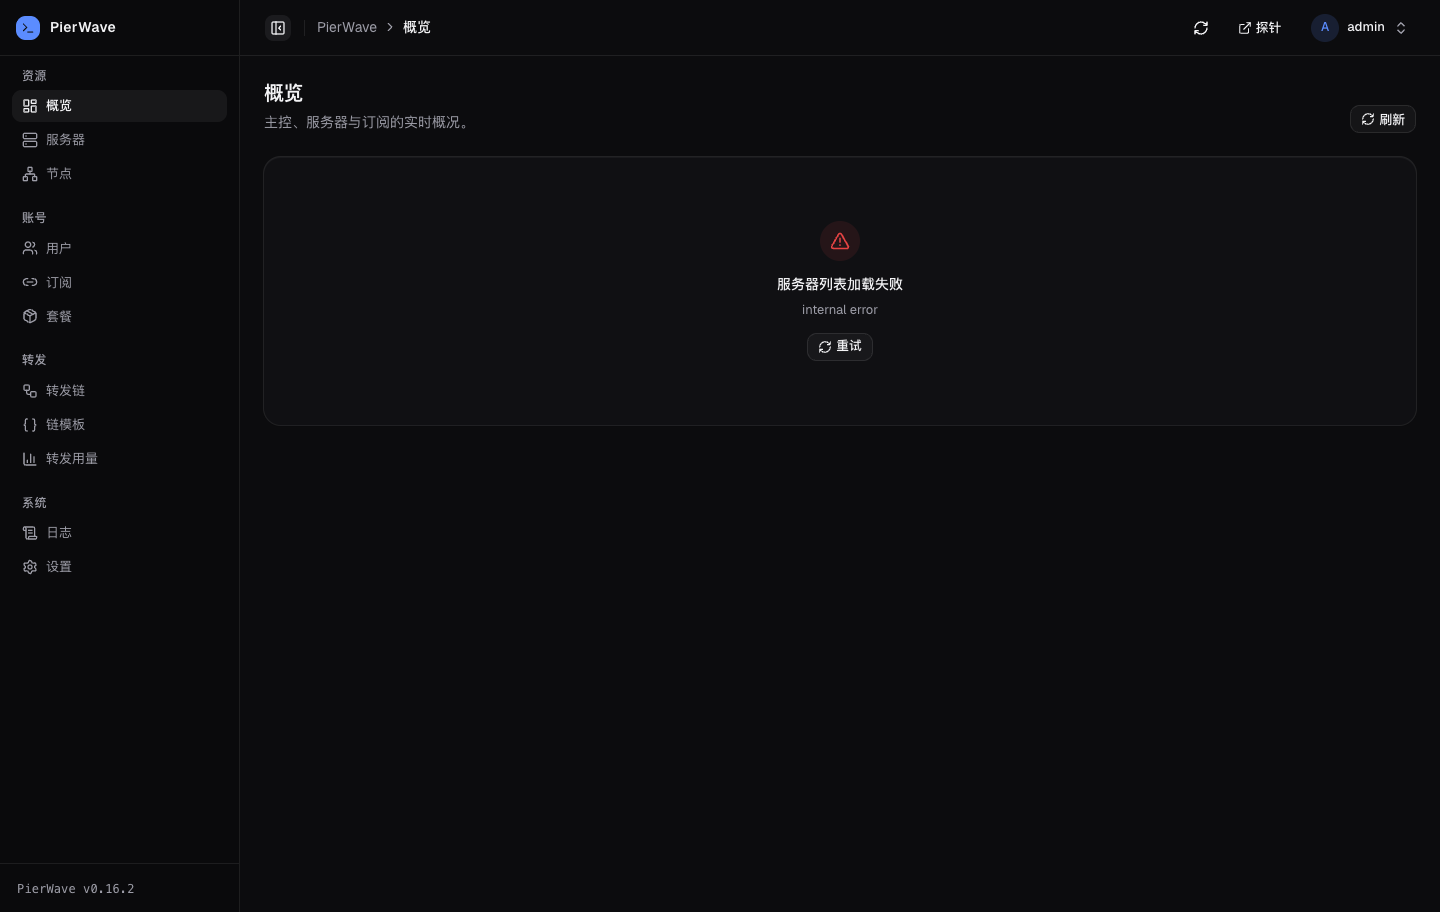 PierWave
PierWave
概览
探针
A
admin
资源
概览
服务器
节点
账号
用户
订阅
套餐
转发
转发链
链模板
转发用量
系统
日志
设置
PierWave v0.16.2
概览
主控、服务器与订阅的实时概况。
刷新
服务器列表加载失败
internal error
重试